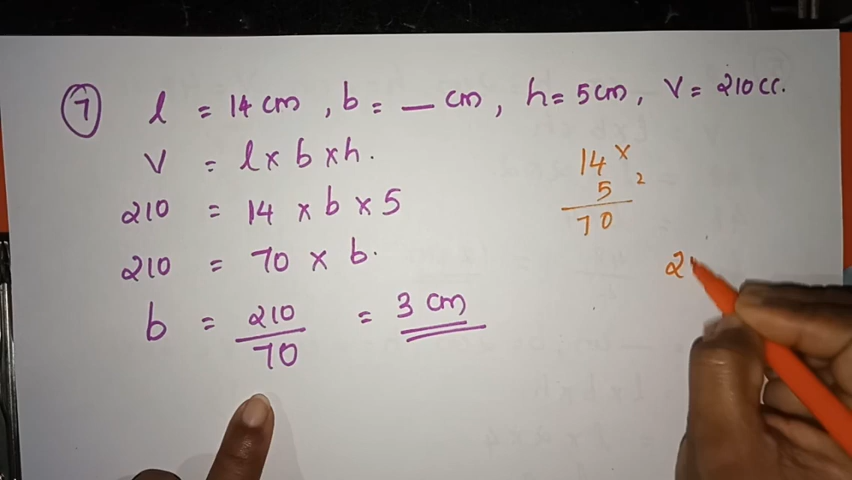 7 l = 14 cm , b = _ cm , h = 5 cm , V = 210 cc.
V = l x b x h .
210 = 14 x b x 5
210 = 70 x b .
b = 210/70 = 3 cm
14 x
5 2
70